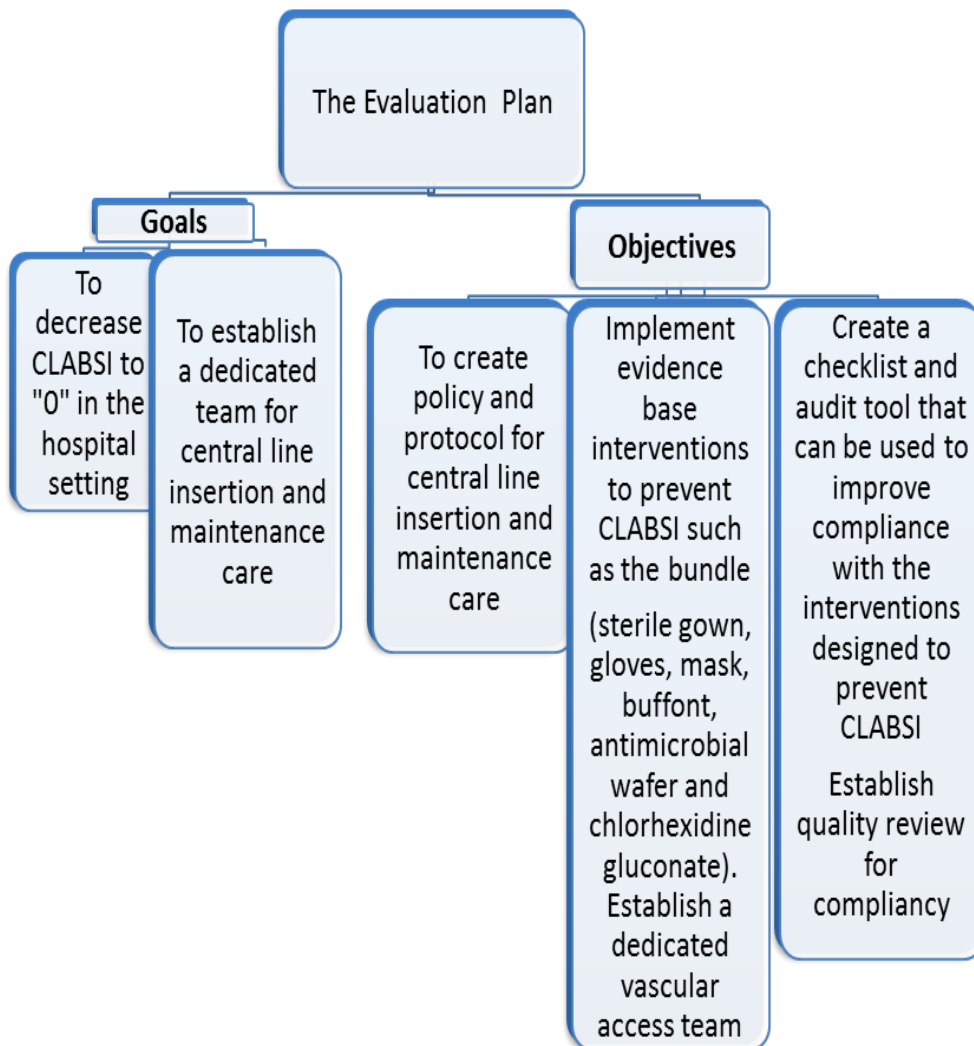 The Evaluation  Plan
Goals
To
decrease
CLABSI to
"0" in the
hospital
setting
To establish
a dedicated
team for
central line
insertion and
maintenance
care
Objectives
To create
policy and
protocol for
central line
insertion and
maintenance
care
Implement
evidence
base
interventions
to prevent
CLABSI such
as the bundle
(sterile gown,
gloves, mask,
buffont,
antimicrobial
wafer and
chlorhexidine
gluconate).
Establish a
dedicated
vascular
access team
Create a
checklist and
audit tool that
can be used to
improve
compliance
with the
interventions
designed to
prevent
CLABSI
Establish
quality review
for
compliancy